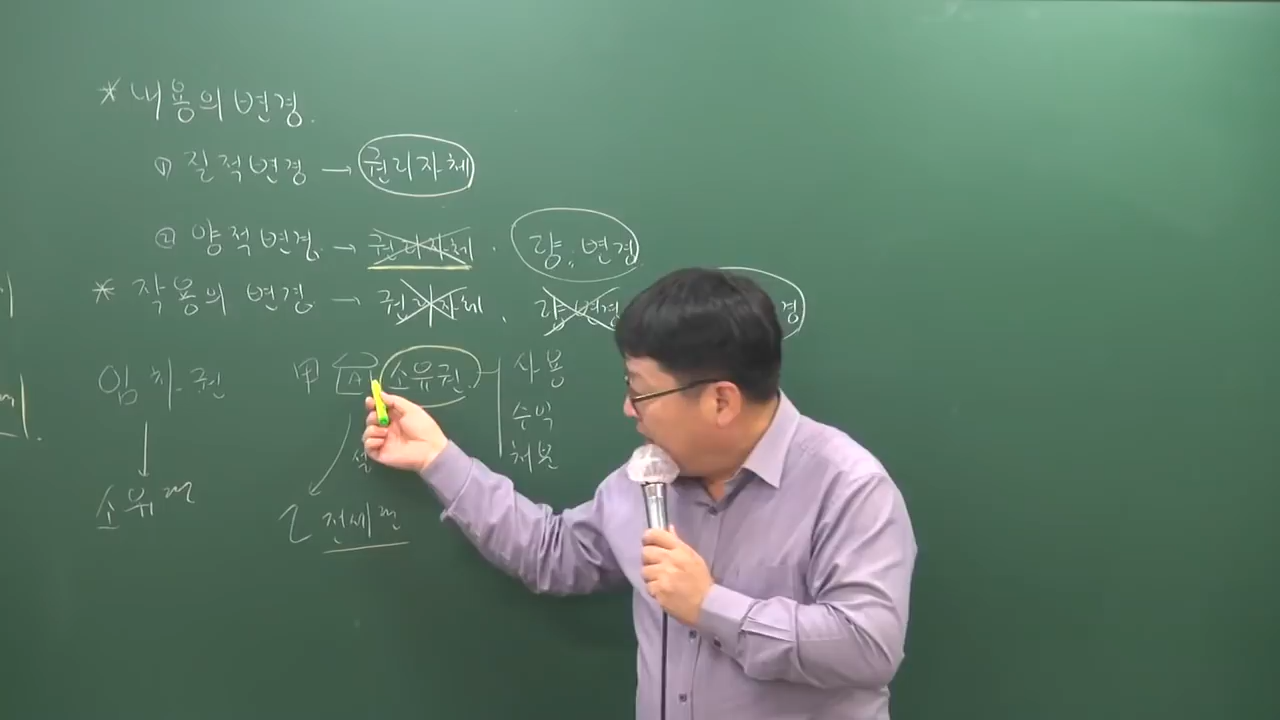 * 내용의 변경.
① 질적변경 → 권리자체
② 양적변경. → 권리자체. 량. 변경
* 작용의 변경. → 권리자체. 량변경 경
임치권 甲 A 소유권. 사용
수익
처분
↓ 설
소유권 乙 전세권